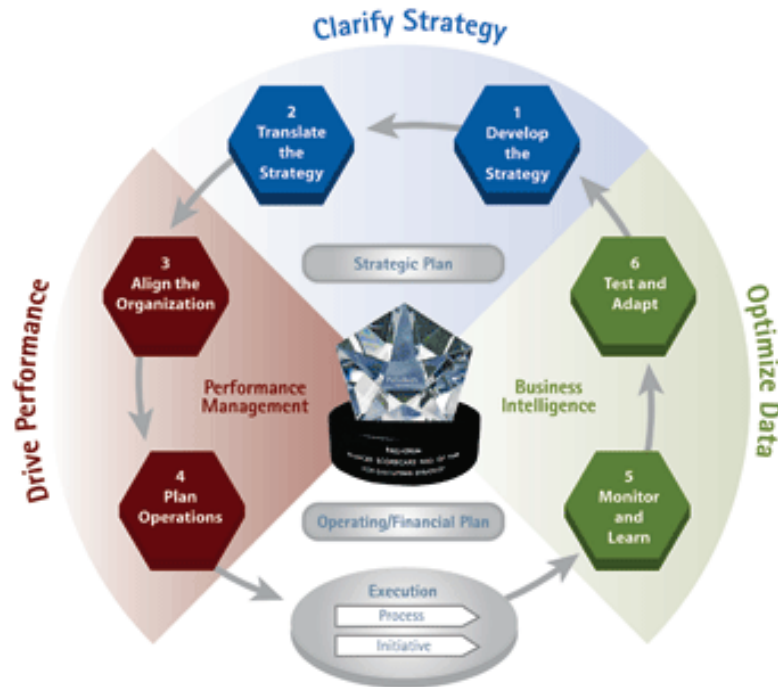 Clarify Strategy
2
Translate
the
Strategy
1
Develop
the
Strategy
3
Align the
Organization
Strategic Plan
6
Test and
Adapt
Drive Performance
Performance
Management
Business
Intelligence
Optimize Data
4
Plan
Operations
5
Monitor
and
Learn
Operating/Financial Plan
Execution
Process
Initiative